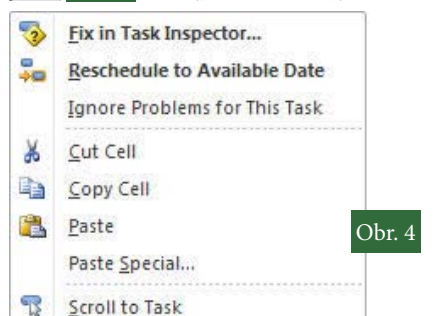 Fix in Task Inspector...
Reschedule to Available Date
Ignore Problems for This Task
Cut Cell
Copy Cell
Paste
Obr. 4
Paste Special...
Scroll to Task